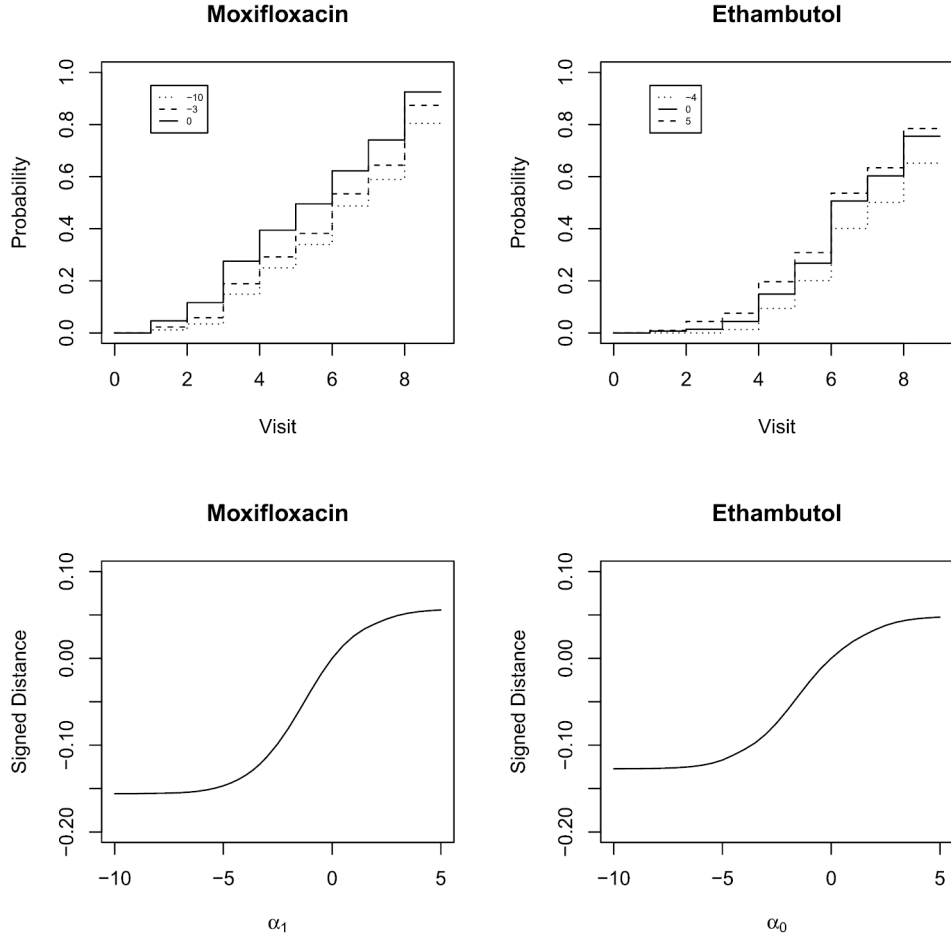 Moxifloxacin
Probability
1.0
0.8
0.6
0.4
0.2
0.0
−10
−3
0
0 2 4 6 8
Visit
Ethambutol
Probability
1.0
0.8
0.6
0.4
0.2
0.0
−4
0
5
0 2 4 6 8
Visit
Moxifloxacin
Signed Distance
0.10
0.00
−0.10
−0.20
−10 −5 0 5
α1
Ethambutol
Signed Distance
0.10
0.00
−0.10
−0.20
−10 −5 0 5
α0